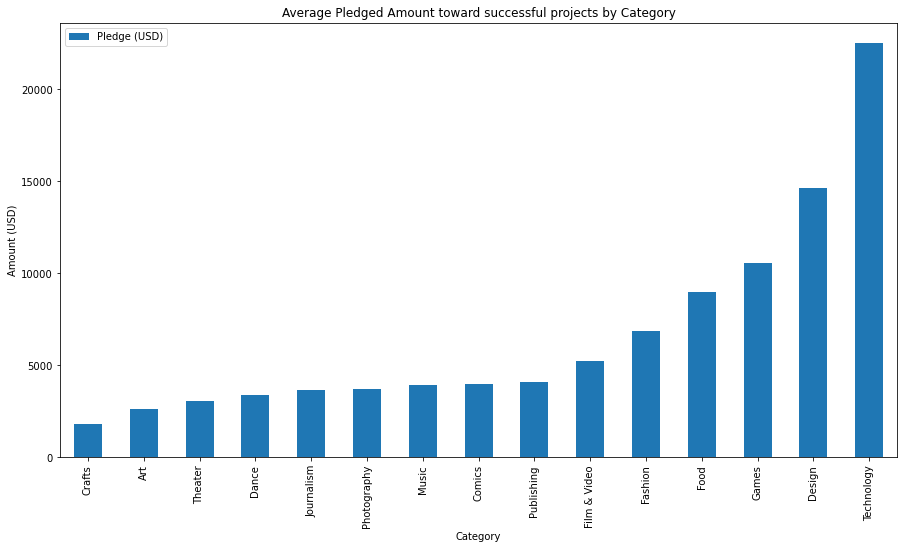 Average Pledged Amount toward successful projects by Category
Pledge (USD)
Amount (USD)
20000
15000
10000
5000
0
Crafts
Art
Theater
Dance
Journalism
Photography
Music
Comics
Publishing
Film & Video
Fashion
Food
Games
Design
Technology
Category